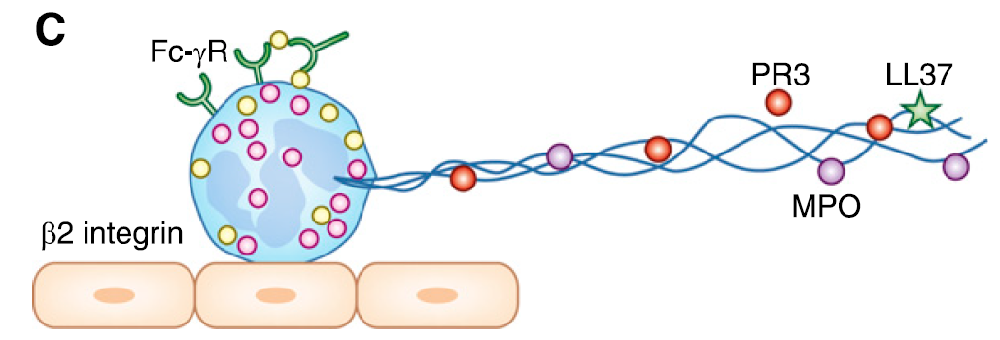 C
Fc-γR
PR3
LL37
MPO
β2 integrin